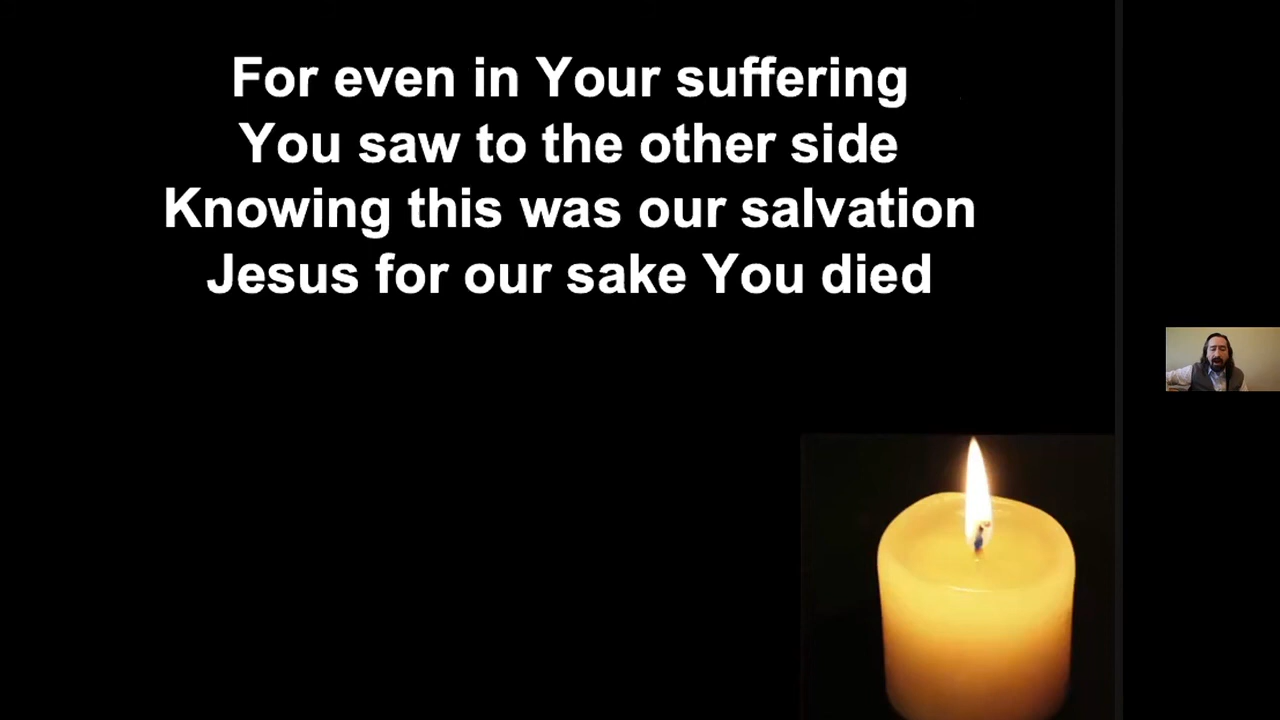 For even in Your suffering
You saw to the other side
Knowing this was our salvation
Jesus for our sake You died